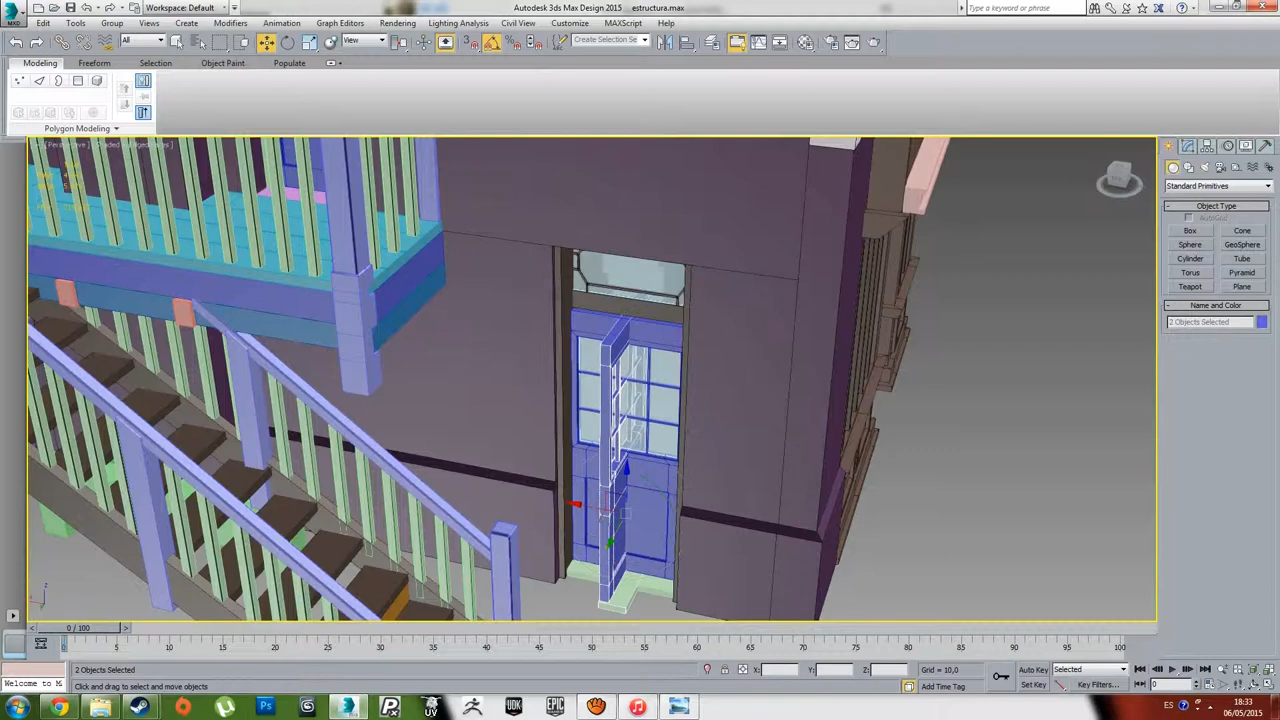 Workspace: Default
Autodesk 3ds Max Design 2015    estructura.max
Type a keyword or phrase
Edit Tools Group Views Create Modifiers Animation Graph Editors Rendering Lighting Analysis Civil View Customize MAXScript Help
All View Create Selection Se
Modeling Freeform Selection Object Paint Populate
Polygon Modeling
Standard Primitives
Object Type
AutoGrid
Box Cone
Sphere GeoSphere
Cylinder Tube
Torus Pyramid
Teapot Plane
Name and Color
2 Objects Selected
0 / 100
0 5 10 15 20 25 30 35 40 45 50 55 60 65 70 75 80 85 90 95 100
2 Objects Selected X: Y: Z: Grid = 10,0 Auto Key Selected
Welcome to M Click and drag to select and move objects Add Time Tag Set Key Key Filters... 0
ES 18:33
06/05/2015